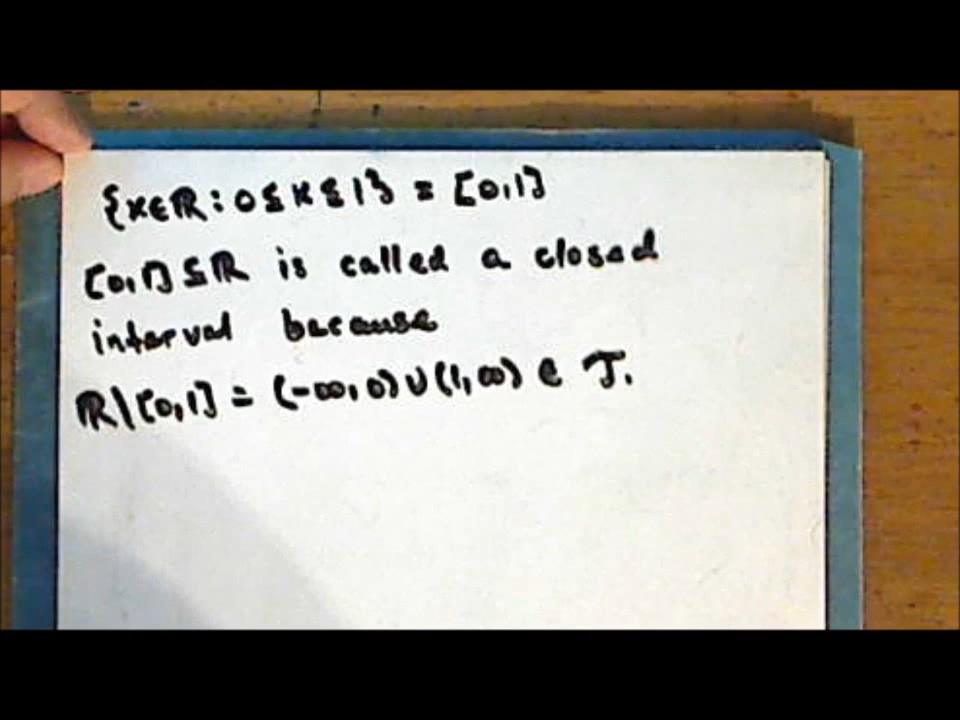 {x∈ℝ : 0≤x≤1} = [0,1]
[0,1]⊆ℝ is called a closed
interval because
ℝ\[0,1] = (-∞,0)∪(1,∞) ∈ 𝒯.